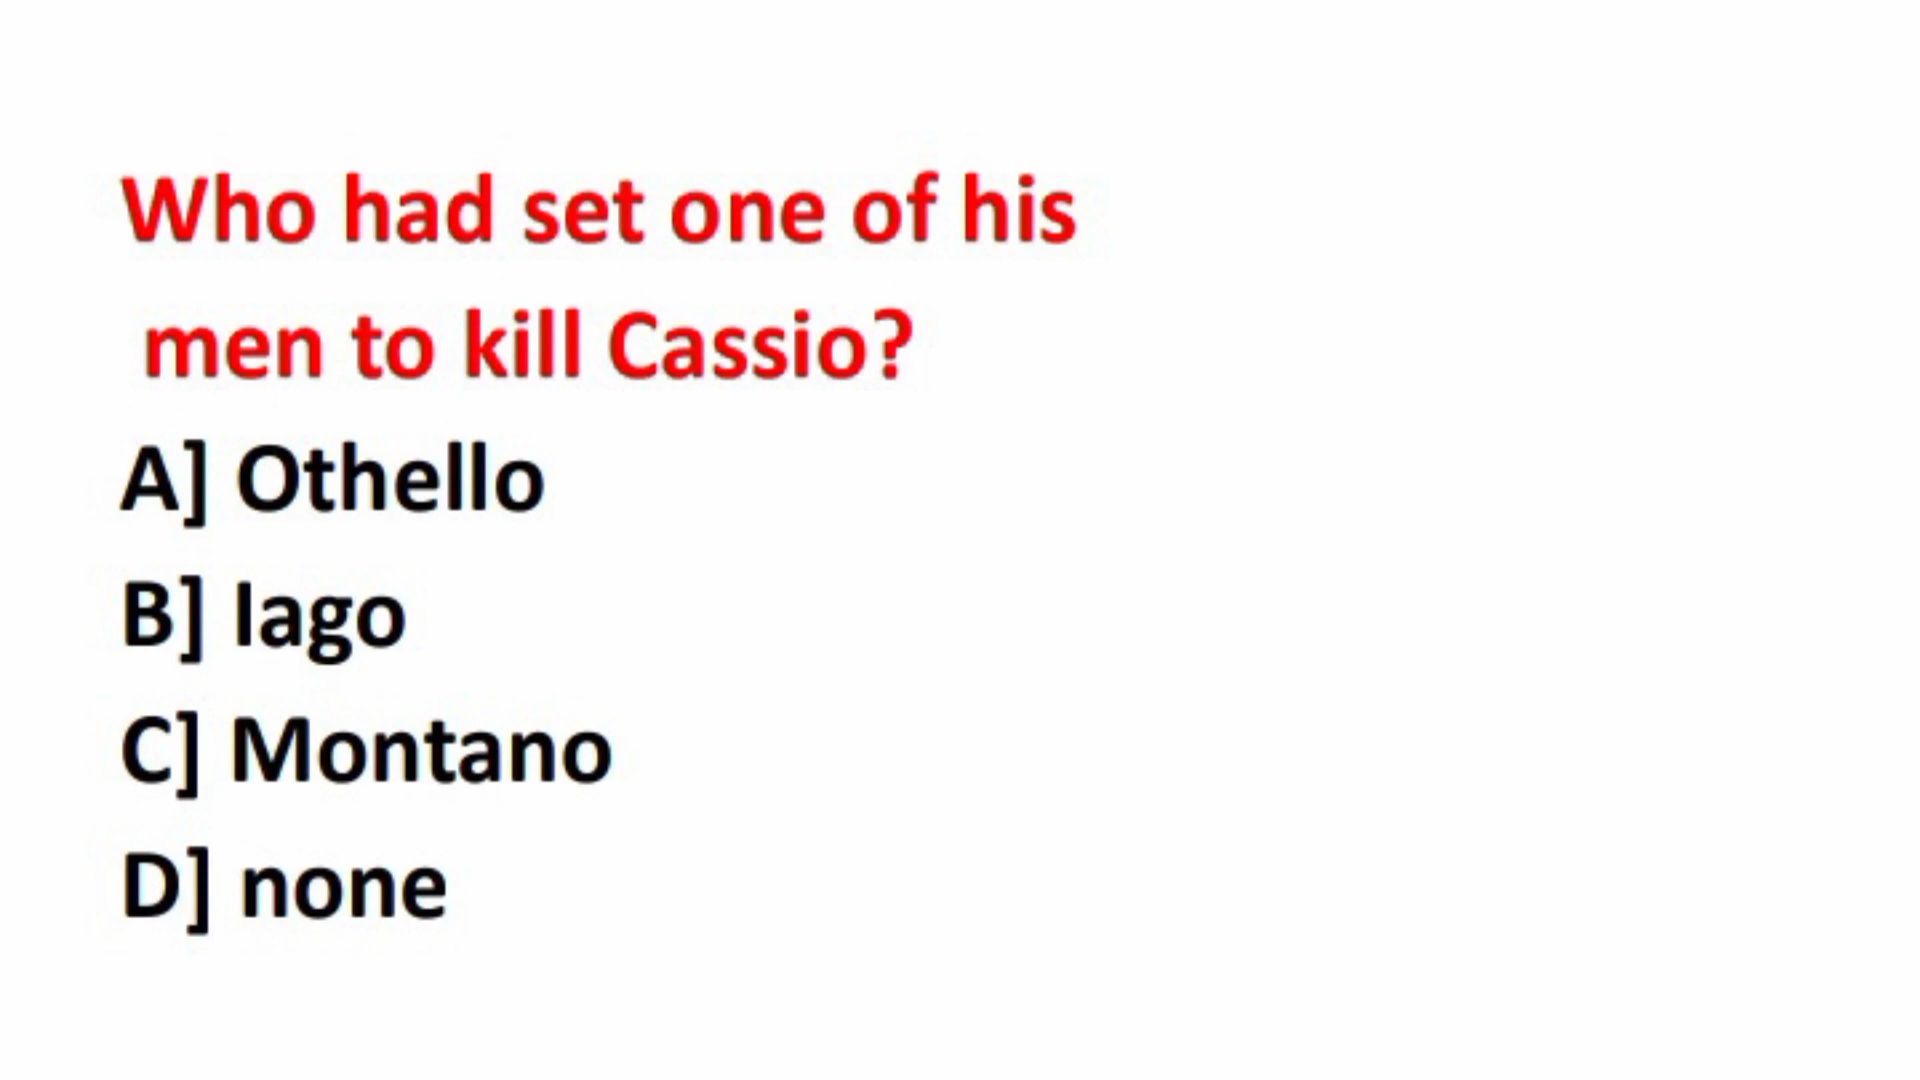 Who had set one of his
men to kill Cassio?
A] Othello
B] Iago
C] Montano
D] none